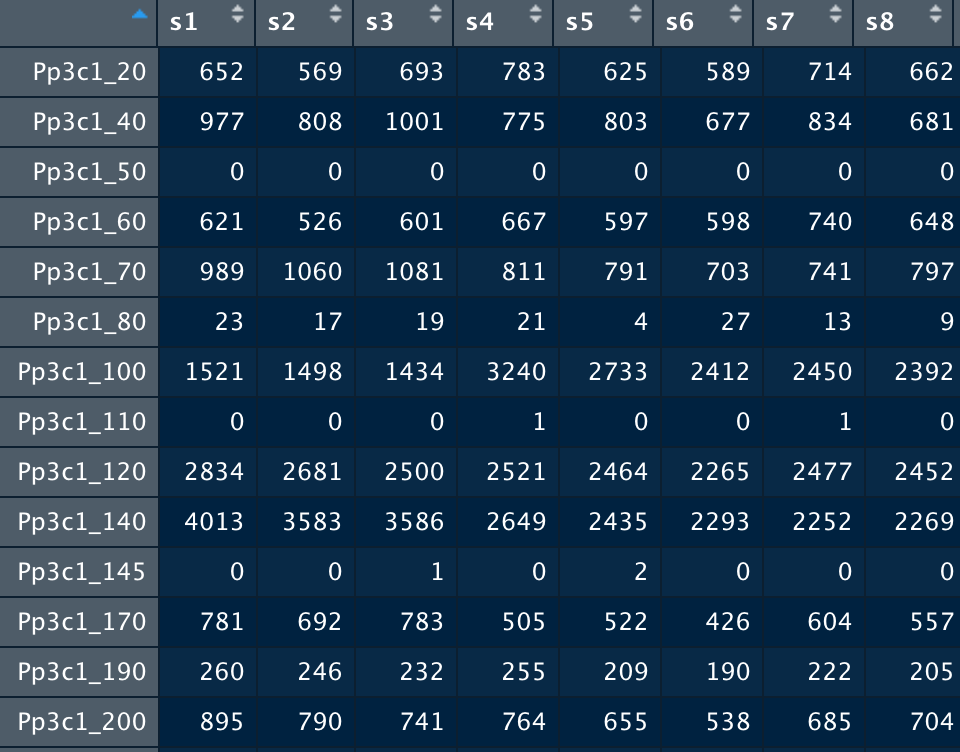 s1 s2 s3 s4 s5 s6 s7 s8
Pp3c1_20 652 569 693 783 625 589 714 662
Pp3c1_40 977 808 1001 775 803 677 834 681
Pp3c1_50 0 0 0 0 0 0 0 0
Pp3c1_60 621 526 601 667 597 598 740 648
Pp3c1_70 989 1060 1081 811 791 703 741 797
Pp3c1_80 23 17 19 21 4 27 13 9
Pp3c1_100 1521 1498 1434 3240 2733 2412 2450 2392
Pp3c1_110 0 0 0 1 0 0 1 0
Pp3c1_120 2834 2681 2500 2521 2464 2265 2477 2452
Pp3c1_140 4013 3583 3586 2649 2435 2293 2252 2269
Pp3c1_145 0 0 1 0 2 0 0 0
Pp3c1_170 781 692 783 505 522 426 604 557
Pp3c1_190 260 246 232 255 209 190 222 205
Pp3c1_200 895 790 741 764 655 538 685 704